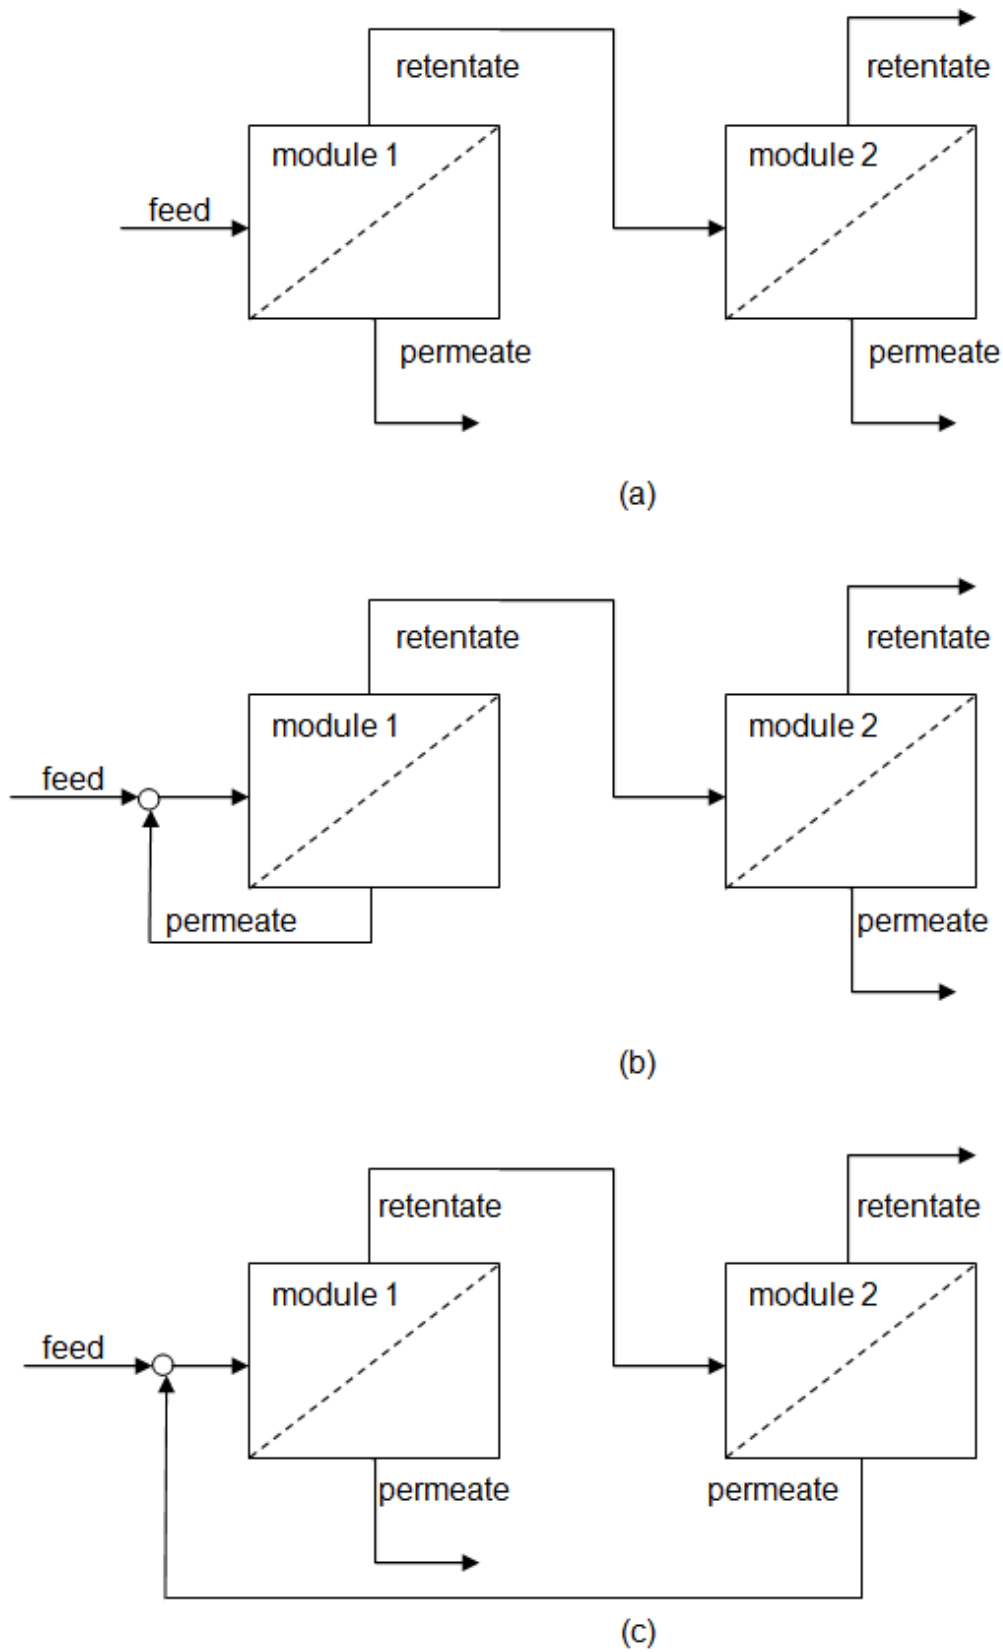 retentate
retentate
module 1
module 2
feed
permeate
permeate
(a)
retentate
retentate
module 1
module 2
feed
permeate
permeate
(b)
retentate
retentate
module 1
module 2
feed
permeate
permeate
(c)